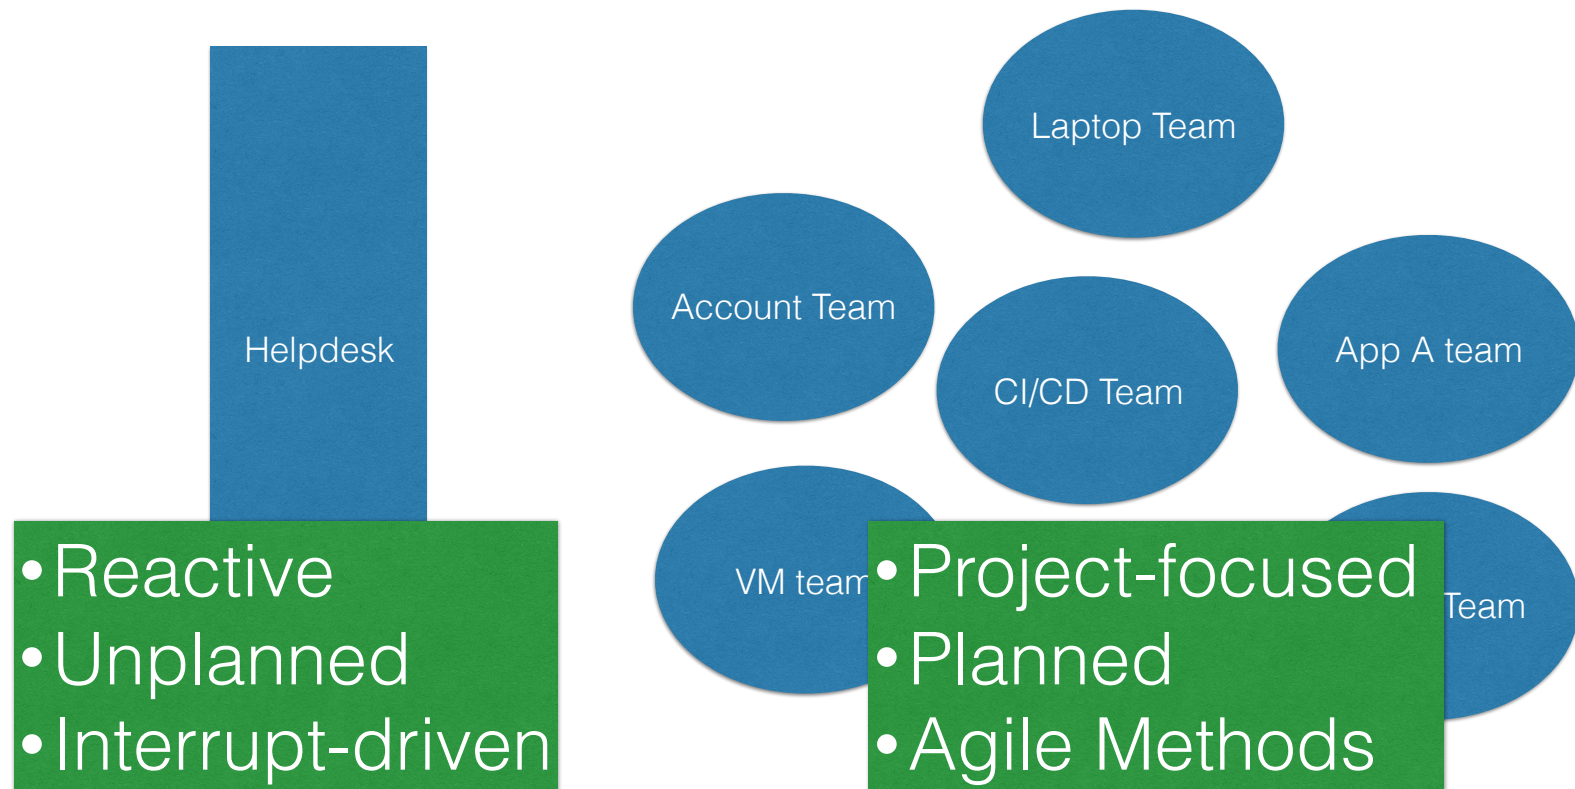 Laptop Team
Account Team
Helpdesk
CI/CD Team
App A team
VM team
Team
•Reactive
•Unplanned
•Interrupt-driven
•Project-focused
•Planned
•Agile Methods